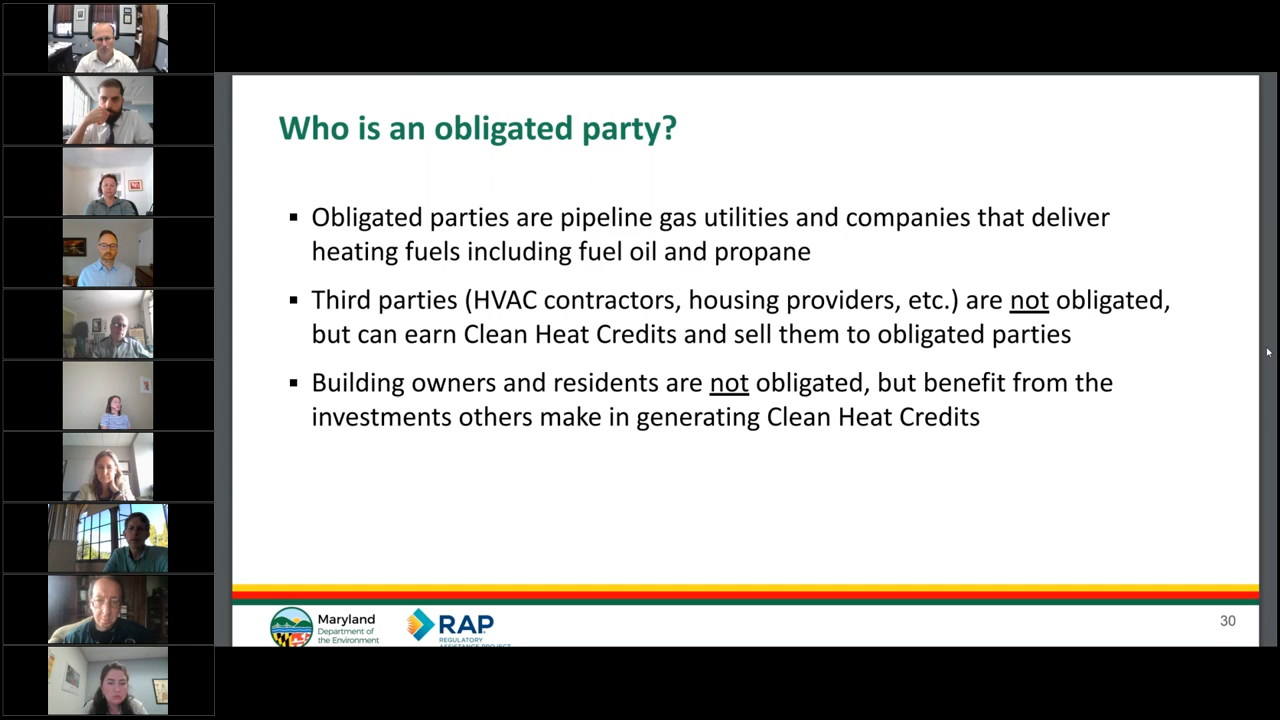 Who is an obligated party?
▪ Obligated parties are pipeline gas utilities and companies that deliver
heating fuels including fuel oil and propane
▪ Third parties (HVAC contractors, housing providers, etc.) are not obligated,
but can earn Clean Heat Credits and sell them to obligated parties
▪ Building owners and residents are not obligated, but benefit from the
investments others make in generating Clean Heat Credits
Maryland
Department of
the Environment
RAP
REGULATORY
ASSISTANCE PROJECT
30